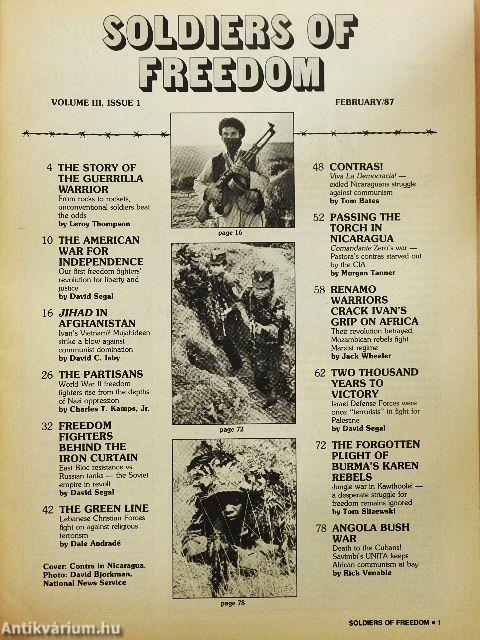 SOLDIERS OF
FREEDOM
VOLUME III, ISSUE 1
FEBRUARY/87
4 THE STORY OF
THE GUERRILLA
WARRIOR
From rocks to rockets,
unconventional soldiers beat
the odds
by Leroy Thompson
10 THE AMERICAN
WAR FOR
INDEPENDENCE
Our first freedom fighters'
revolution for liberty and
justice
by David Segal
16 JIHAD IN
AFGHANISTAN
Ivan's Vietnam? Mujahideen
strike a blow against
communist domination
by David C. Isby
26 THE PARTISANS
World War II freedom
fighters rise from the depths
of Nazi oppression
by Charles T. Kamps, Jr.
32 FREEDOM
FIGHTERS
BEHIND THE
IRON CURTAIN
East Bloc resistance vs.
Russian tanks — the Soviet
empire in revolt
by David Segal
42 THE GREEN LINE
Lebanese Christian Forces
fight on against religious
terrorism
by Dale Andradé
Cover: Contra in Nicaragua.
Photo: David Bjorkman,
National News Service
page 16
page 72
page 78
48 CONTRAS!
Viva La Democracia! —
exiled Nicaraguans struggle
against communism
by Tom Bates
52 PASSING THE
TORCH IN
NICARAGUA
Comandante Zero's war —
Pastora's contras starved out
by the CIA
by Morgan Tanner
58 RENAMO
WARRIORS
CRACK IVAN'S
GRIP ON AFRICA
Their revolution betrayed,
Mozambican rebels fight
Marxist regime
by Jack Wheeler
62 TWO THOUSAND
YEARS TO
VICTORY
Israel Defense Forces were
once "terrorists" in fight for
Palestine
by David Segal
72 THE FORGOTTEN
PLIGHT OF
BURMA'S KAREN
REBELS
Jungle war in Kawthoolei —
a desperate struggle for
freedom remains ignored
by Tom Slizewski
78 ANGOLA BUSH
WAR
Death to the Cubans!
Savimbi's UNITA keeps
African communism at bay
by Rick Venable
SOLDIERS OF FREEDOM • 1
Antikvárium.hu